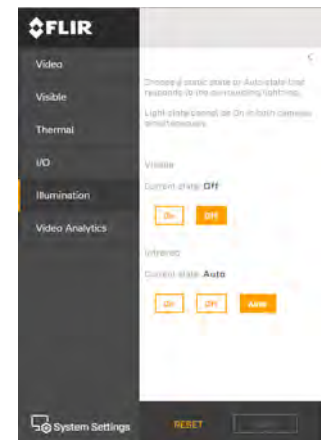 FLIR
Video
Visible
Thermal
I/O
Illumination
Video Analytics
Choose a static state or Auto state that
responds to the surrounding lightning.
Light state cannot be On in both cameras
simultaneously.
Visible
Current state: Off
On
Off
Infrared
Current state: Auto
On
Off
Auto
System Settings
RESET